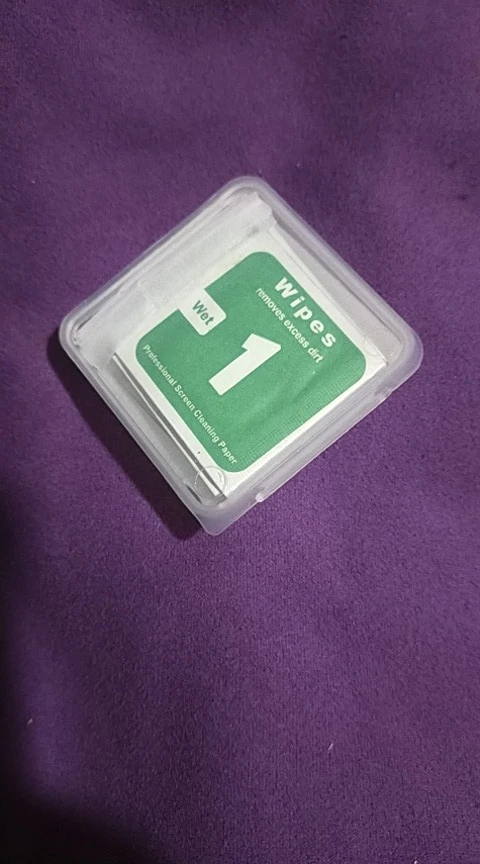 Wipes
removes excess dirt
Wet
1
Professional Screen Cleaning Paper